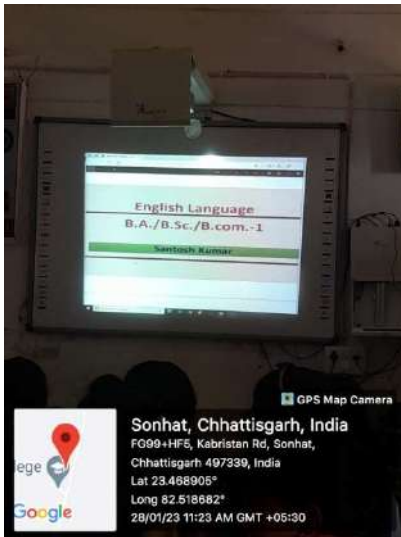 English Language
B.A./B.Sc./B.com.-1
Santosh Kumar
GPS Map Camera
Sonhat, Chhattisgarh, India
FG99+HF5, Kabristan Rd, Sonhat,
Chhattisgarh 497339, India
Lat 23.468905°
Long 82.518682°
28/01/23 11:23 AM GMT +05:30
lege
Google